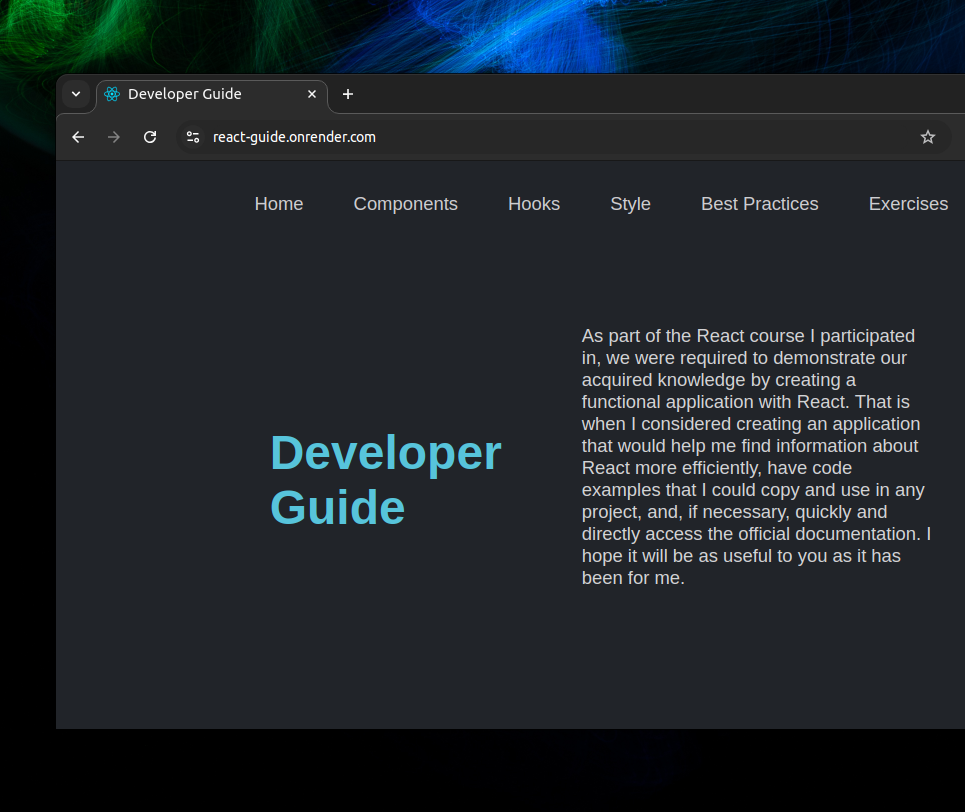 Developer Guide
react-guide.onrender.com
Home Components Hooks Style Best Practices Exercises
Developer
Guide
As part of the React course I participated
in, we were required to demonstrate our
acquired knowledge by creating a
functional application with React. That is
when I considered creating an application
that would help me find information about
React more efficiently, have code
examples that I could copy and use in any
project, and, if necessary, quickly and
directly access the official documentation. I
hope it will be as useful to you as it has
been for me.